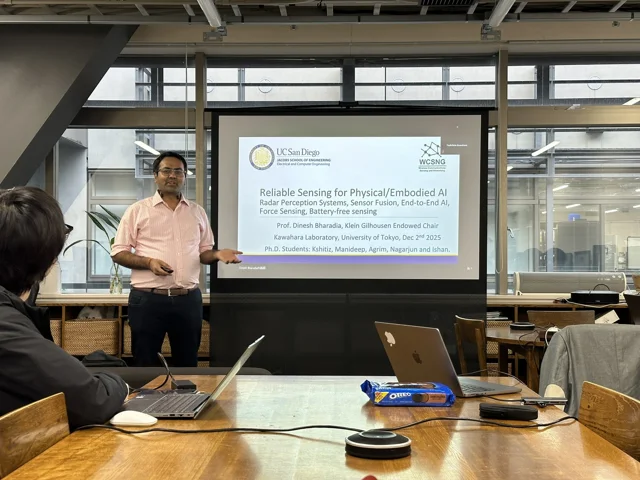 UC San Diego
JACOBS SCHOOL OF ENGINEERING
Electrical and Computer Engineering
WCSNG
Reliable Sensing for Physical/Embodied AI
Radar Perception Systems, Sensor Fusion, End-to-End AI,
Force Sensing, Battery-free sensing
Prof. Dinesh Bharadia, Klein Gilhousen Endowed Chair
Kawahara Laboratory, University of Tokyo, Dec 2nd 2025
Ph.D. Students: Kshitiz, Manideep, Agrim, Nagarjun and Ishan.
OREO